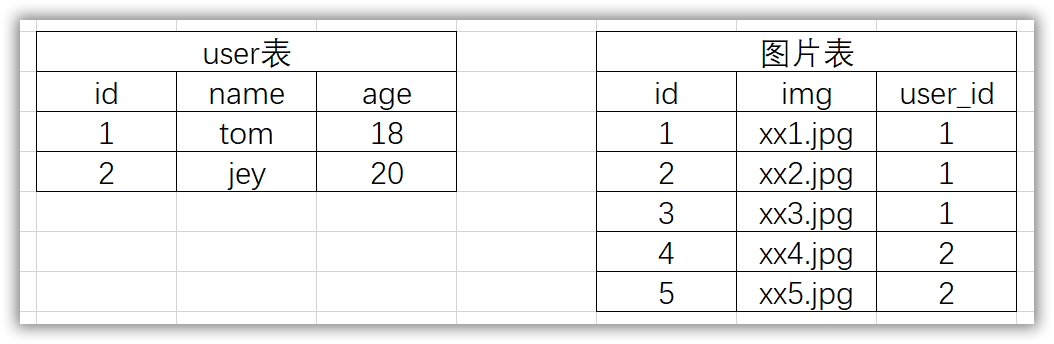 user表
id name age
1 tom 18
2 jey 20
图片表
id img user_id
1 xx1.jpg 1
2 xx2.jpg 1
3 xx3.jpg 1
4 xx4.jpg 2
5 xx5.jpg 2